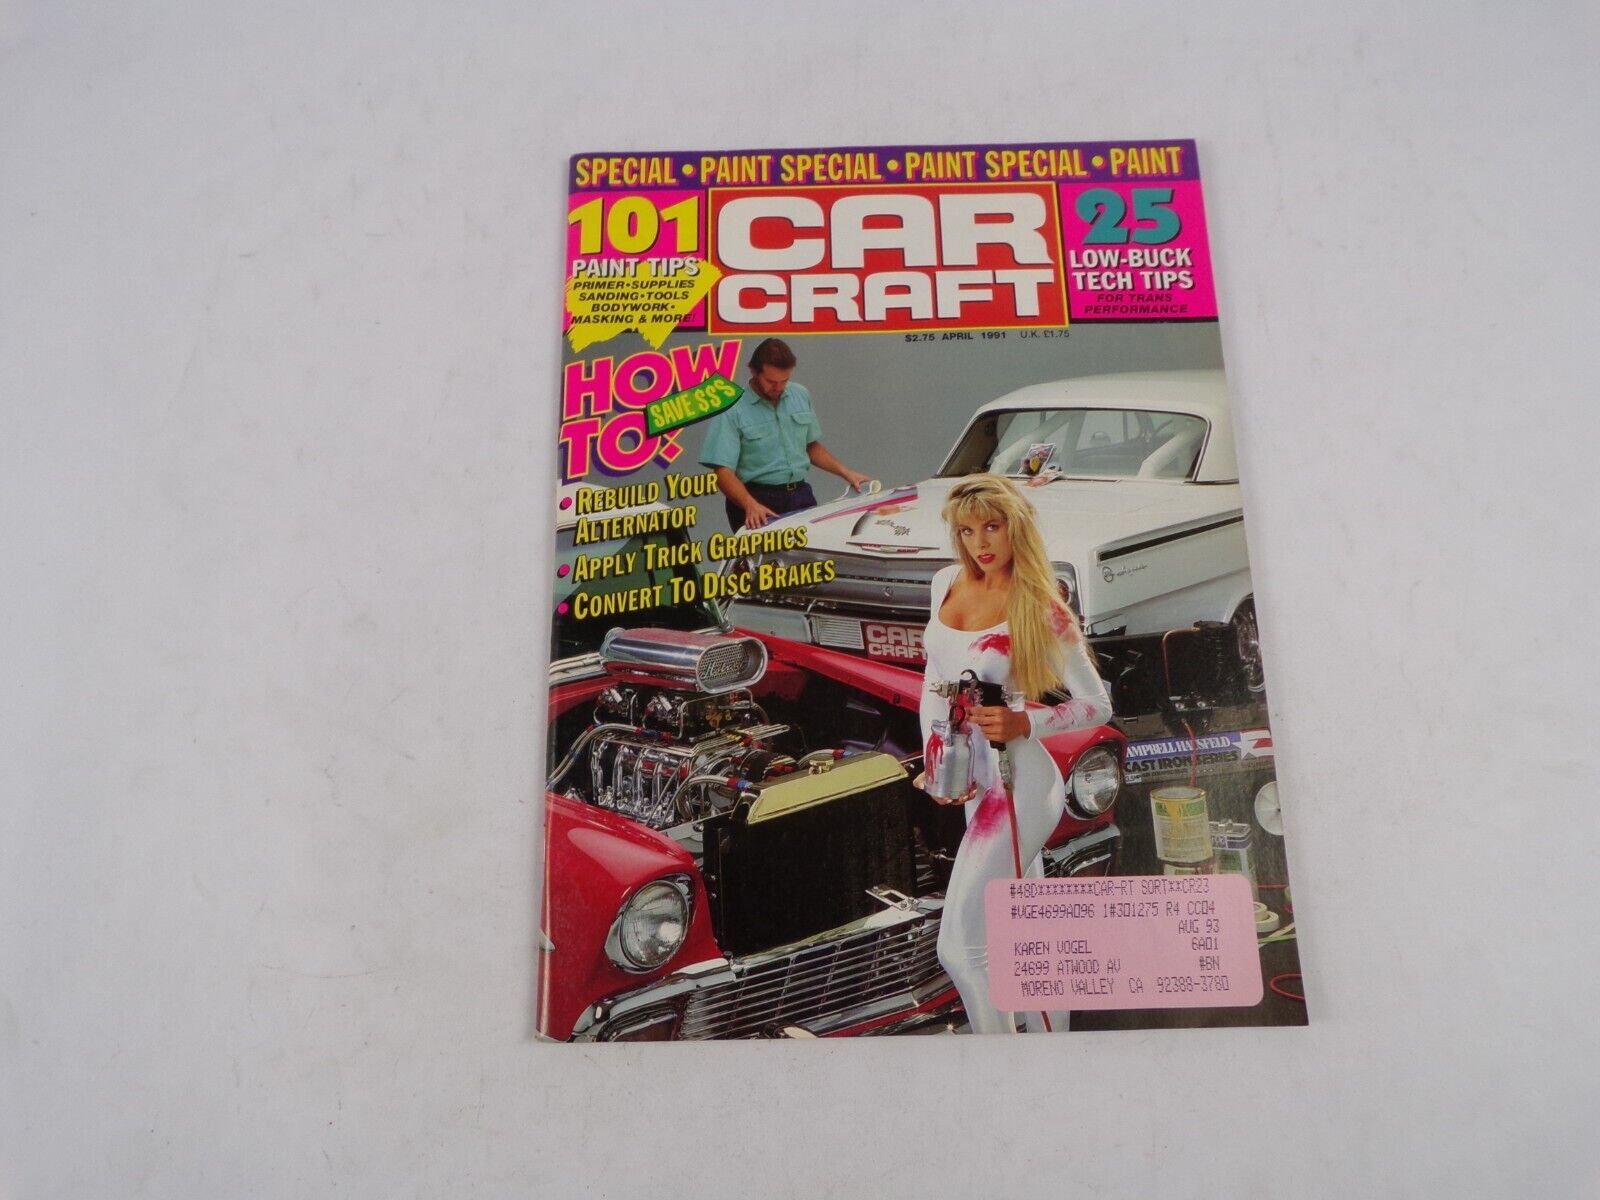 SPECIAL • PAINT SPECIAL • PAINT SPECIAL • PAINT
101
PAINT TIPS
PRIMER•SUPPLIES
SANDING•TOOLS
BODYWORK•
MASKING & MORE!
CAR
CRAFT
25
LOW-BUCK
TECH TIPS
FOR TRANS
PERFORMANCE
$2.75 APRIL 1991 U.K. £1.75
HOW
TO:
SAVE $$'S
• REBUILD YOUR
ALTERNATOR
• APPLY TRICK GRAPHICS
• CONVERT TO DISC BRAKES
CAR
CRAFT
CAMPBELL HAUSFELD
CAST IRON SERIES
#48D********CAR-RT SORT**CR23
#VGE4699A096 1#301275 R4 CC04
AUG 93
KAREN VOGEL 6A01
24699 ATWOOD AV #BN
MORENO VALLEY CA 92388-3780